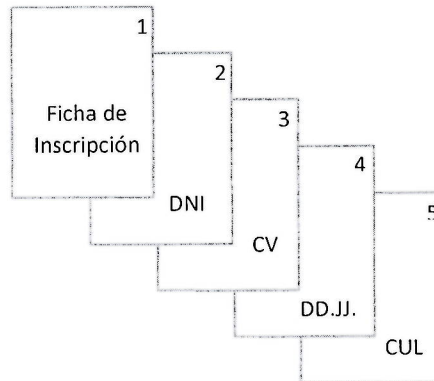 1
Ficha de
Inscripción
2
DNI
3
CV
4
DD.JJ.
CUL